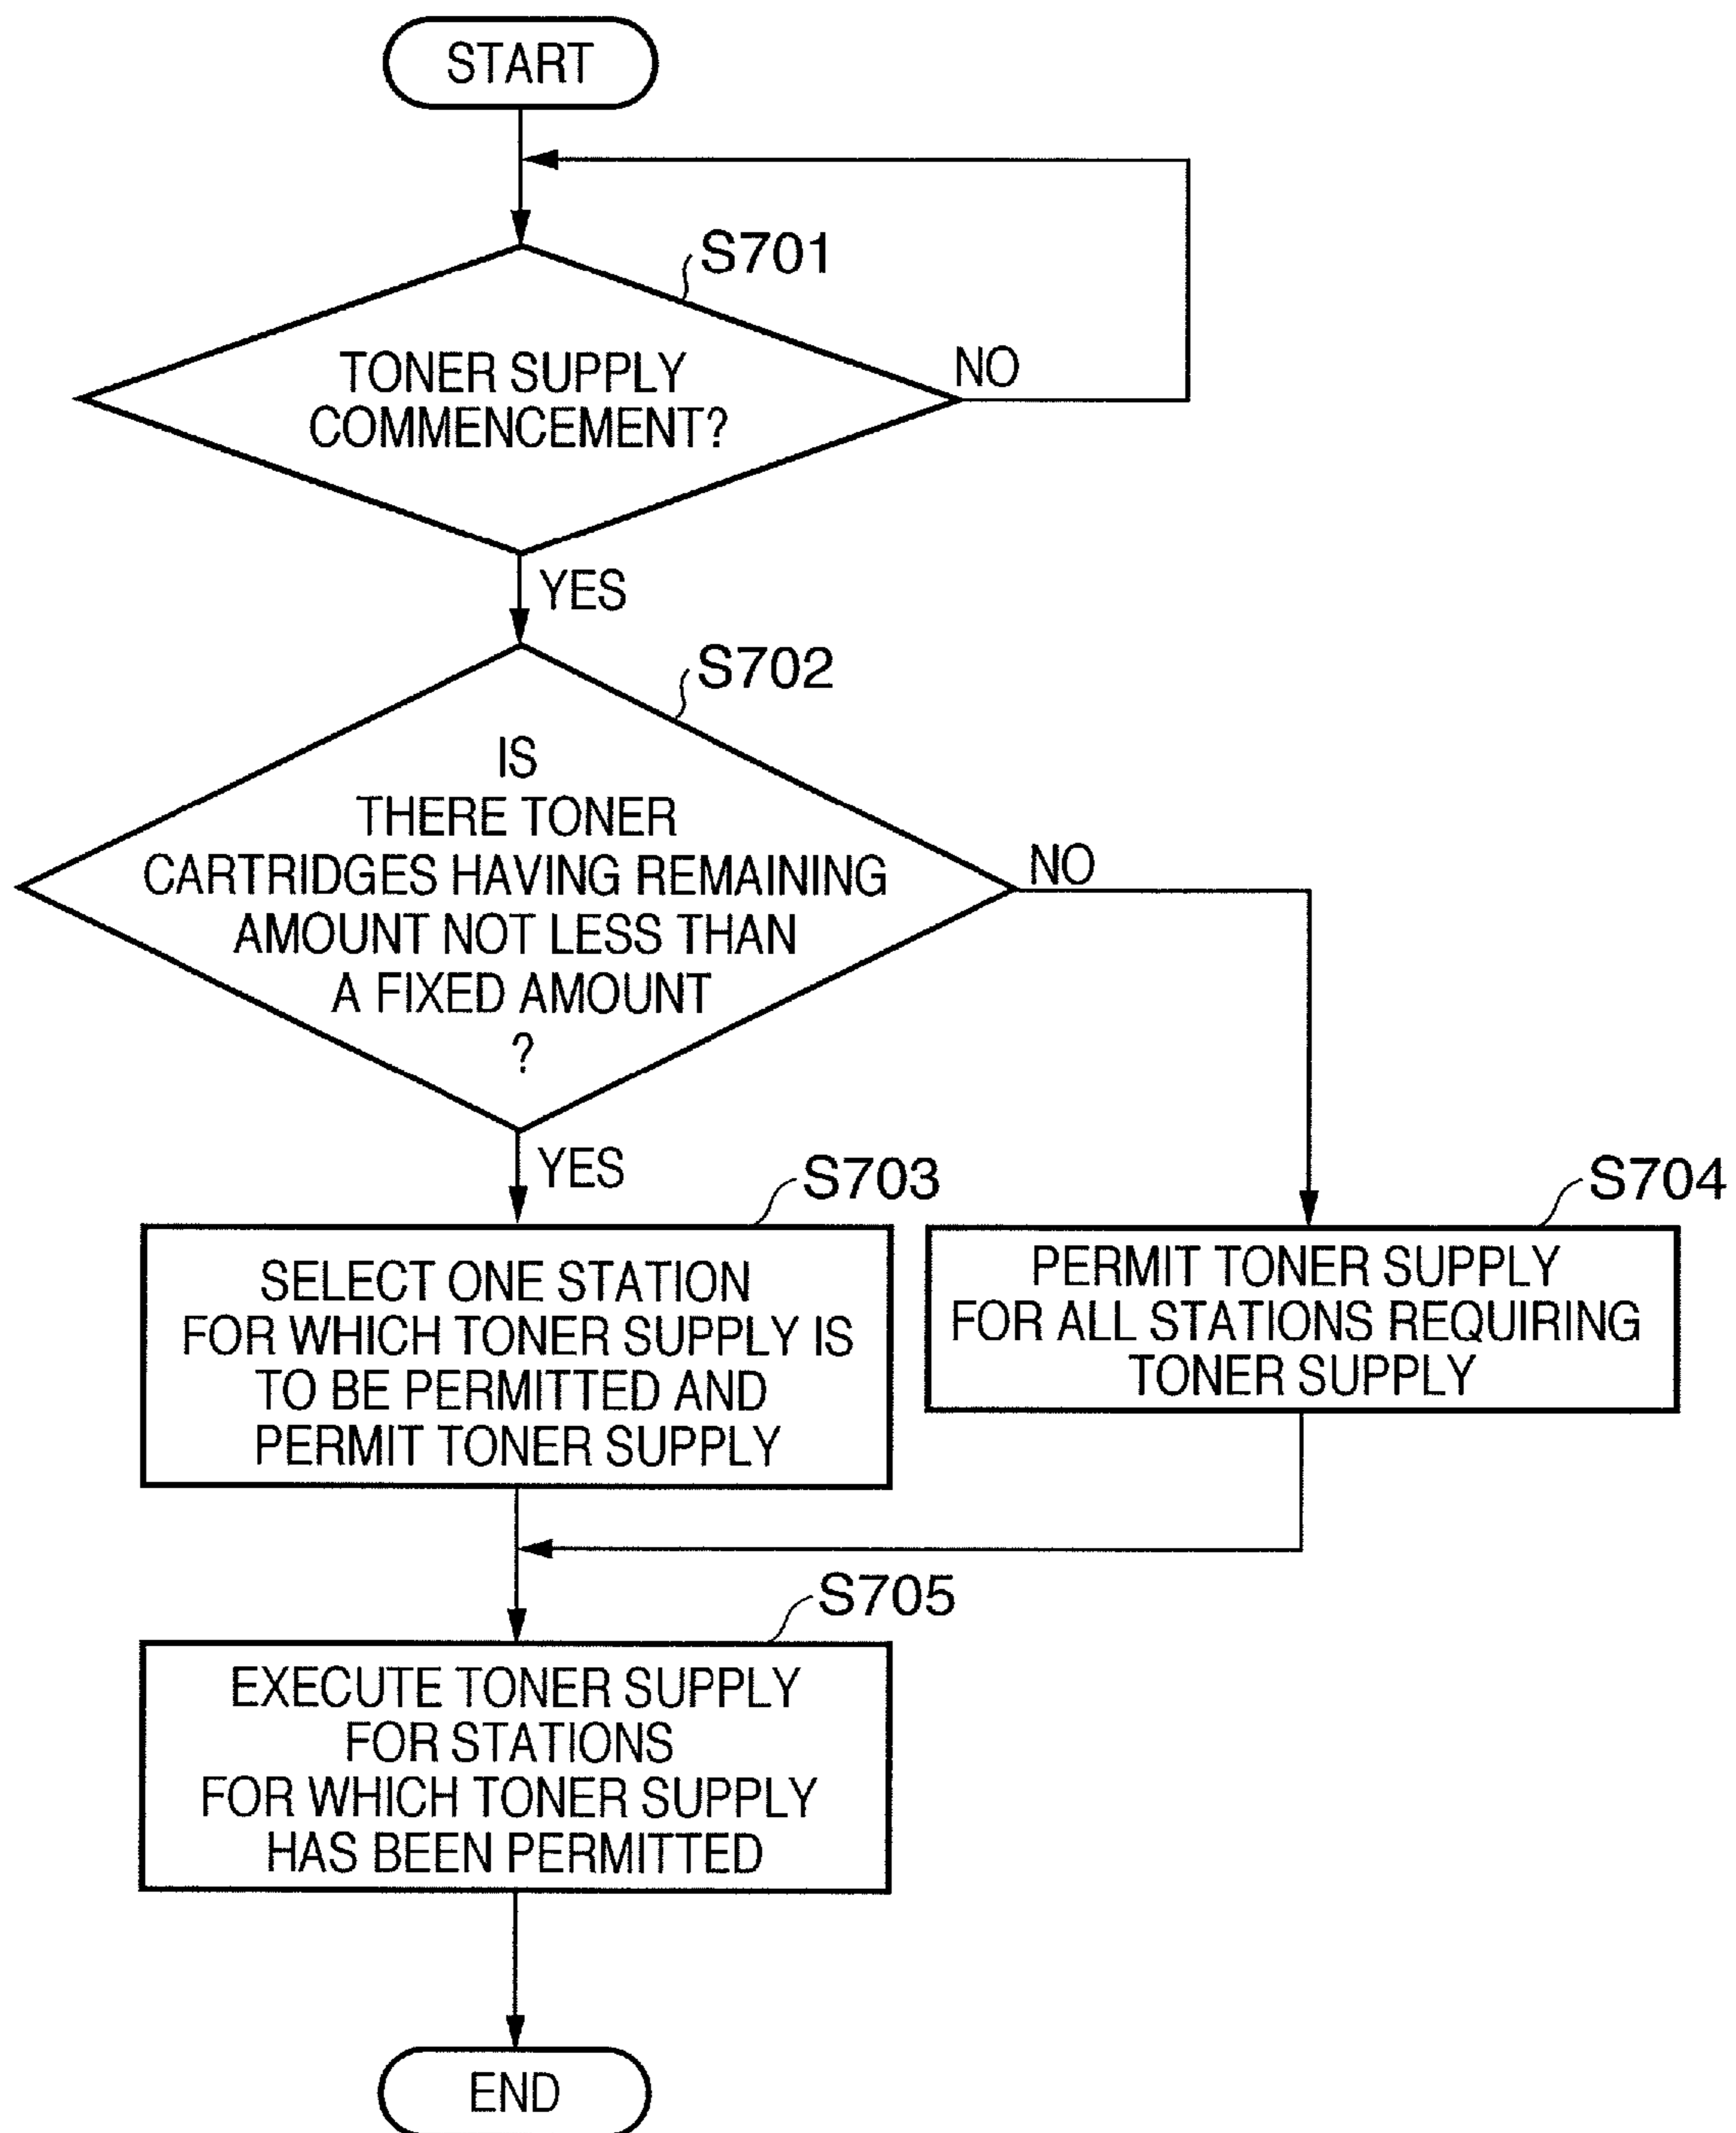 START
S701
TONER SUPPLY
COMMENCEMENT?
NO
YES
S702
IS
THERE TONER
CARTRIDGES HAVING REMAINING
AMOUNT NOT LESS THAN
A FIXED AMOUNT
?
NO
YES
S703
SELECT ONE STATION
FOR WHICH TONER SUPPLY IS
TO BE PERMITTED AND
PERMIT TONER SUPPLY
S704
PERMIT TONER SUPPLY
FOR ALL STATIONS REQUIRING
TONER SUPPLY
S705
EXECUTE TONER SUPPLY
FOR STATIONS
FOR WHICH TONER SUPPLY
HAS BEEN PERMITTED
END